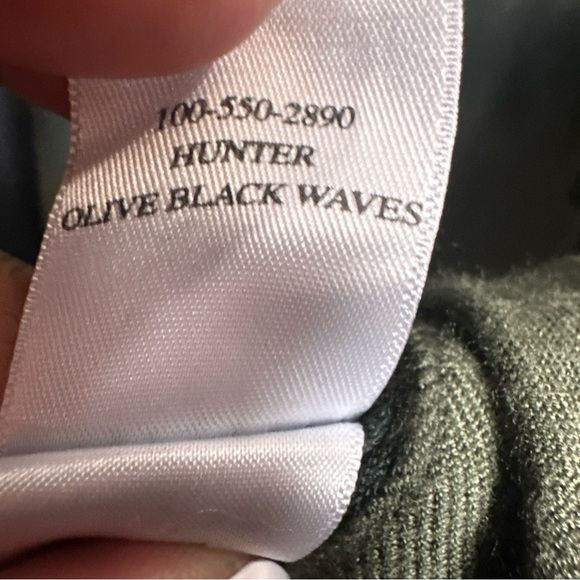 100-550-2890
HUNTER
OLIVE BLACK WAVES